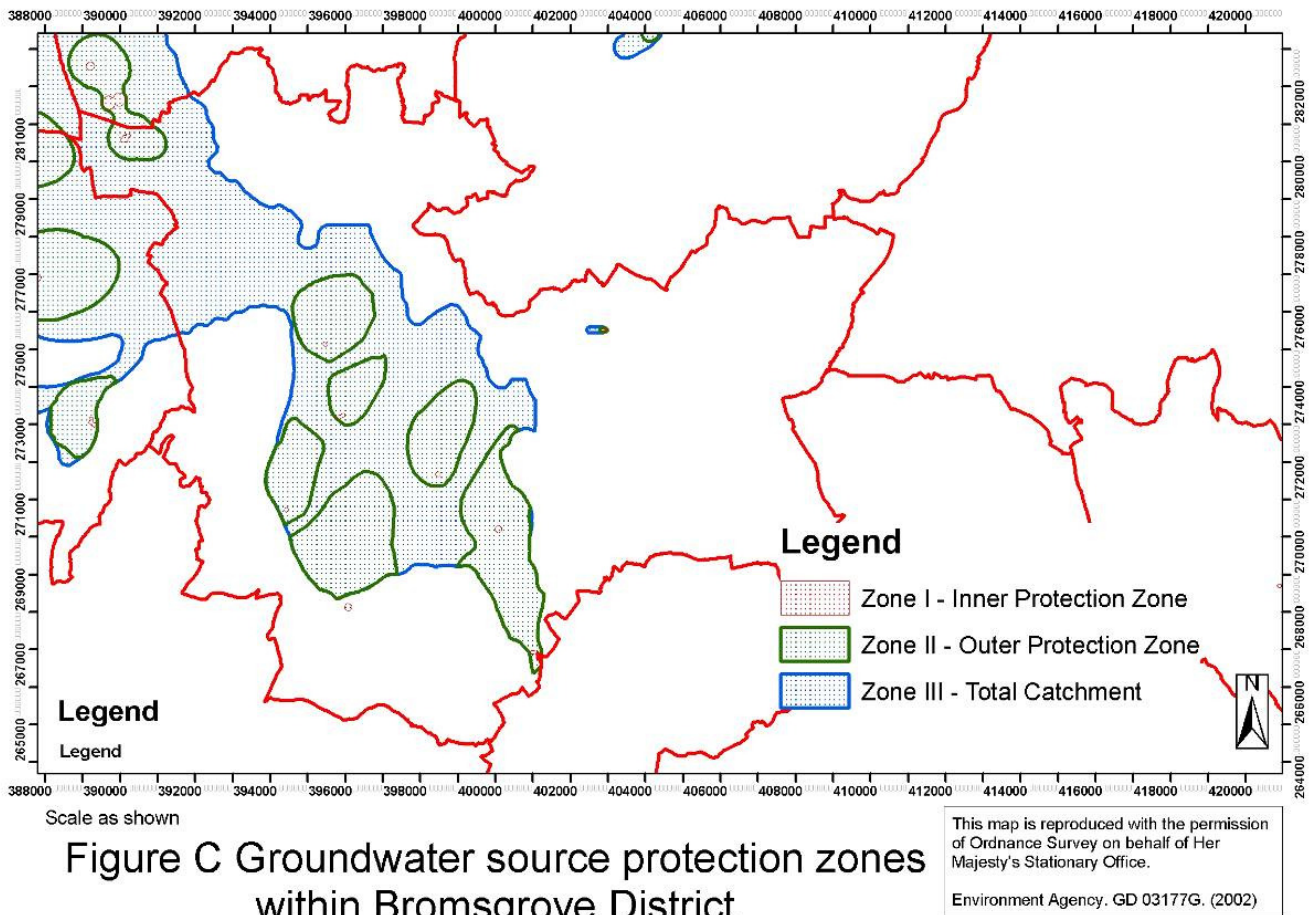 388000 390000 392000 394000 396000 398000 400000 402000 404000 406000 408000 410000 412000 414000 416000 418000 420000
281000
279000
277000
275000
273000
271000
269000
267000
265000
282000
280000
278000
276000
274000
272000
270000
268000
266000
264000
Legend
Zone I - Inner Protection Zone
Zone II - Outer Protection Zone
Zone III - Total Catchment
N
Legend
Legend
388000 390000 392000 394000 396000 398000 400000 402000 404000 406000 408000 410000 412000 414000 416000 418000 420000
Scale as shown
Figure C Groundwater source protection zones
within Bromsgrove District
This map is reproduced with the permission
of Ordnance Survey on behalf of Her
Majesty's Stationary Office.
Environment Agency. GD 03177G. (2002)